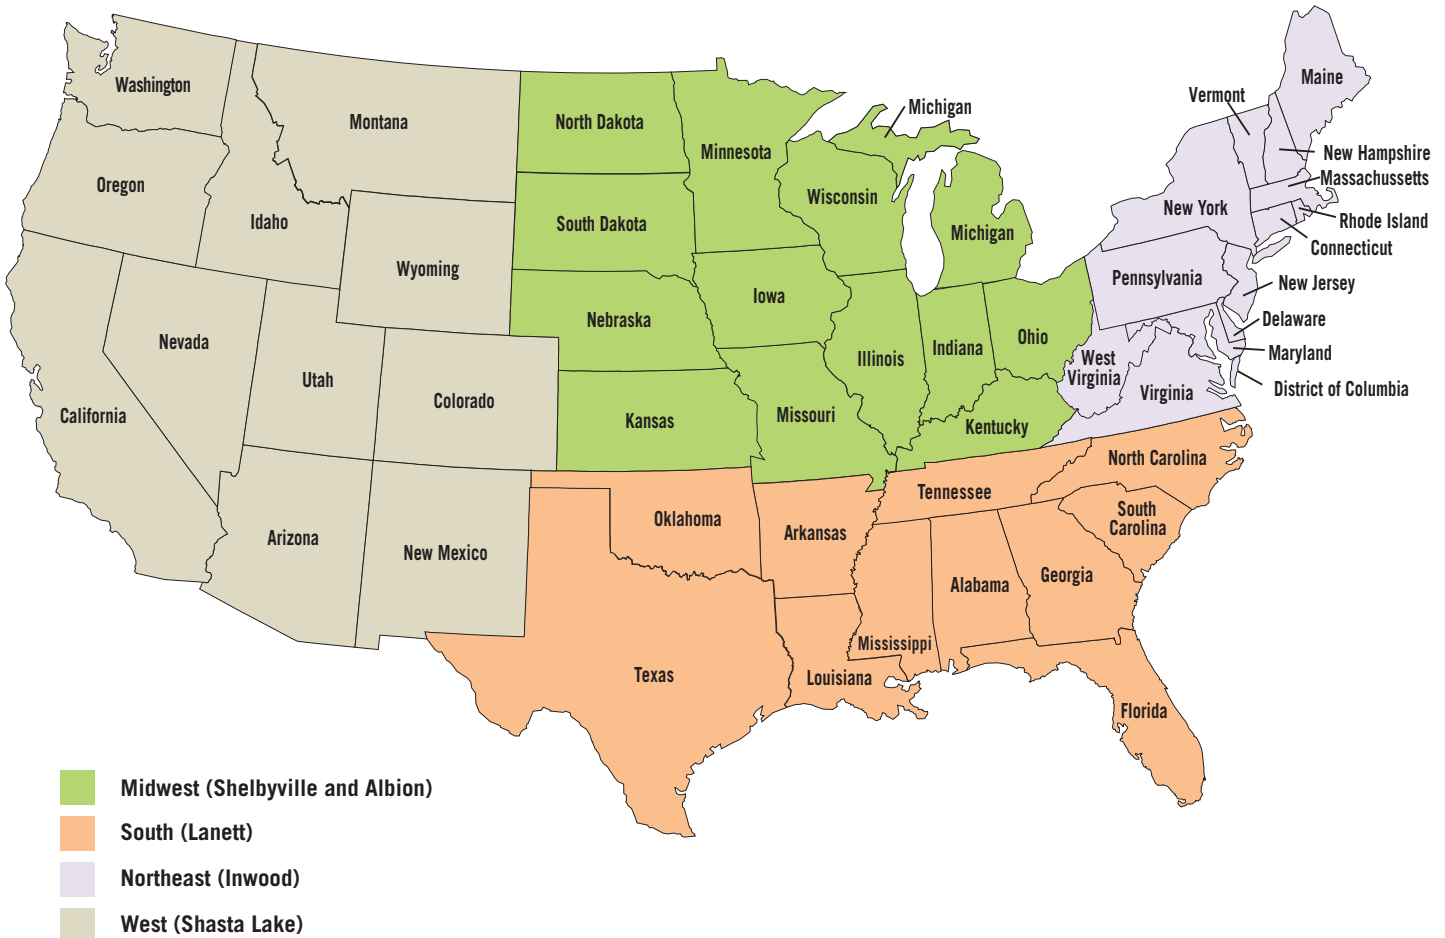 Washington
Montana
North Dakota
Minnesota
Michigan
Vermont
Maine
New Hampshire
Massachussetts
Oregon
Idaho
Wyoming
South Dakota
Wisconsin
Michigan
New York
Rhode Island
Connecticut
Pennsylvania
New Jersey
Nebraska
Iowa
Illinois
Indiana
Ohio
Delaware
Maryland
District of Columbia
West
Virginia
Virginia
Nevada
Utah
Colorado
California
Kansas
Missouri
Kentucky
Arizona
New Mexico
Oklahoma
Arkansas
Tennessee
North Carolina
South
Carolina
Texas
Louisiana
Mississippi
Alabama
Georgia
Florida
Midwest (Shelbyville and Albion)
South (Lanett)
Northeast (Inwood)
West (Shasta Lake)